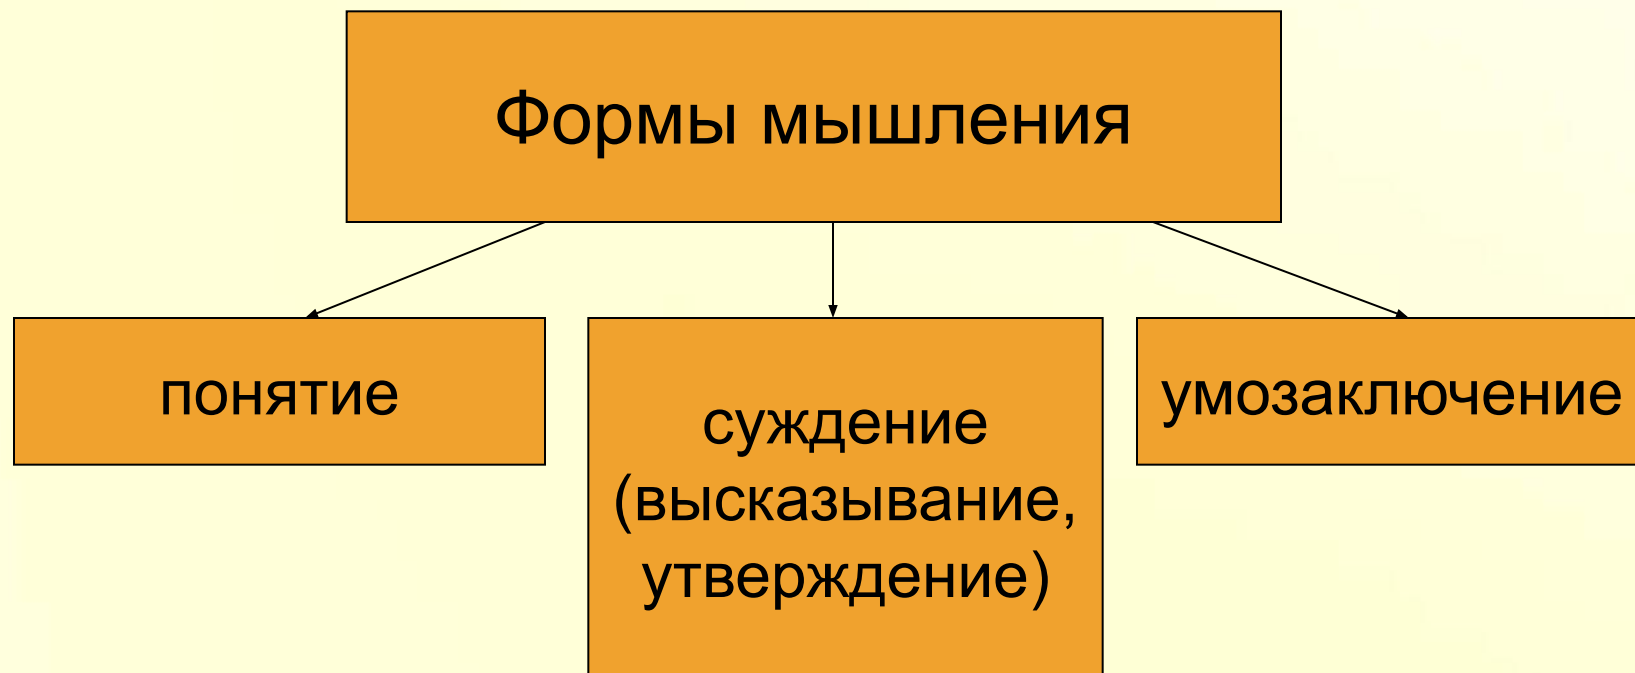 Формы мышления
понятие
суждение
(высказывание,
утверждение)
умозаключение